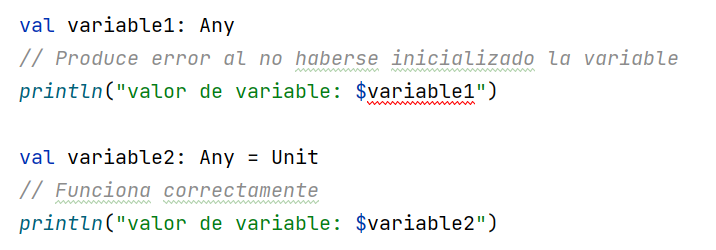 val variable1: Any
// Produce error al no haberse inicializado la variable
println("valor de variable: $variable1")
val variable2: Any = Unit
// Funciona correctamente
println("valor de variable: $variable2")